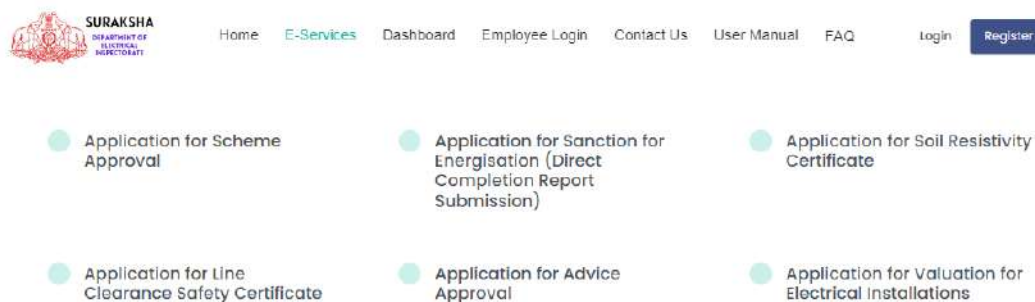 SURAKSHA
DEPARTMENT OF
ELECTRICAL
INSPECTORATE
Home E-Services Dashboard Employee Login Contact Us User Manual FAQ Login Register
Application for Scheme
Approval
Application for Sanction for
Energisation (Direct
Completion Report
Submission)
Application for Soil Resistivity
Certificate
Application for Line
Clearance Safety Certificate
Application for Advice
Approval
Application for Valuation for
Electrical Installations